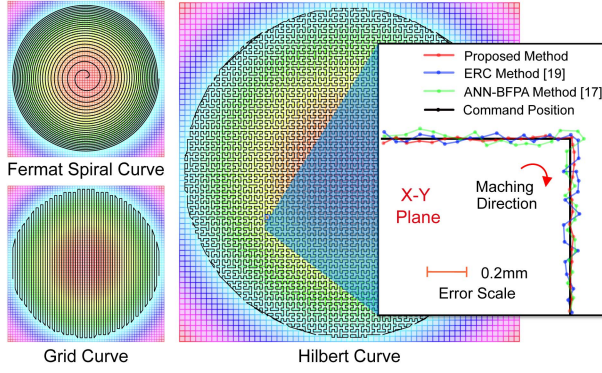 Fermat Spiral Curve
Grid Curve
Hilbert Curve
Proposed Method
ERC Method [19]
ANN-BFPA Method [17]
Command Position
X-Y
Plane
Maching
Direction
0.2mm
Error Scale